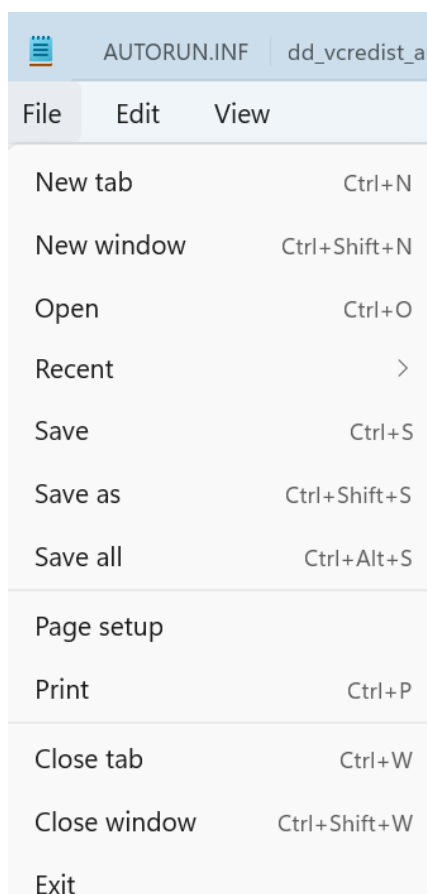 AUTORUN.INF dd_vcredist_a
File Edit View
New tab Ctrl+N
New window Ctrl+Shift+N
Open Ctrl+O
Recent
Save Ctrl+S
Save as Ctrl+Shift+S
Save all Ctrl+Alt+S
Page setup
Print Ctrl+P
Close tab Ctrl+W
Close window Ctrl+Shift+W
Exit